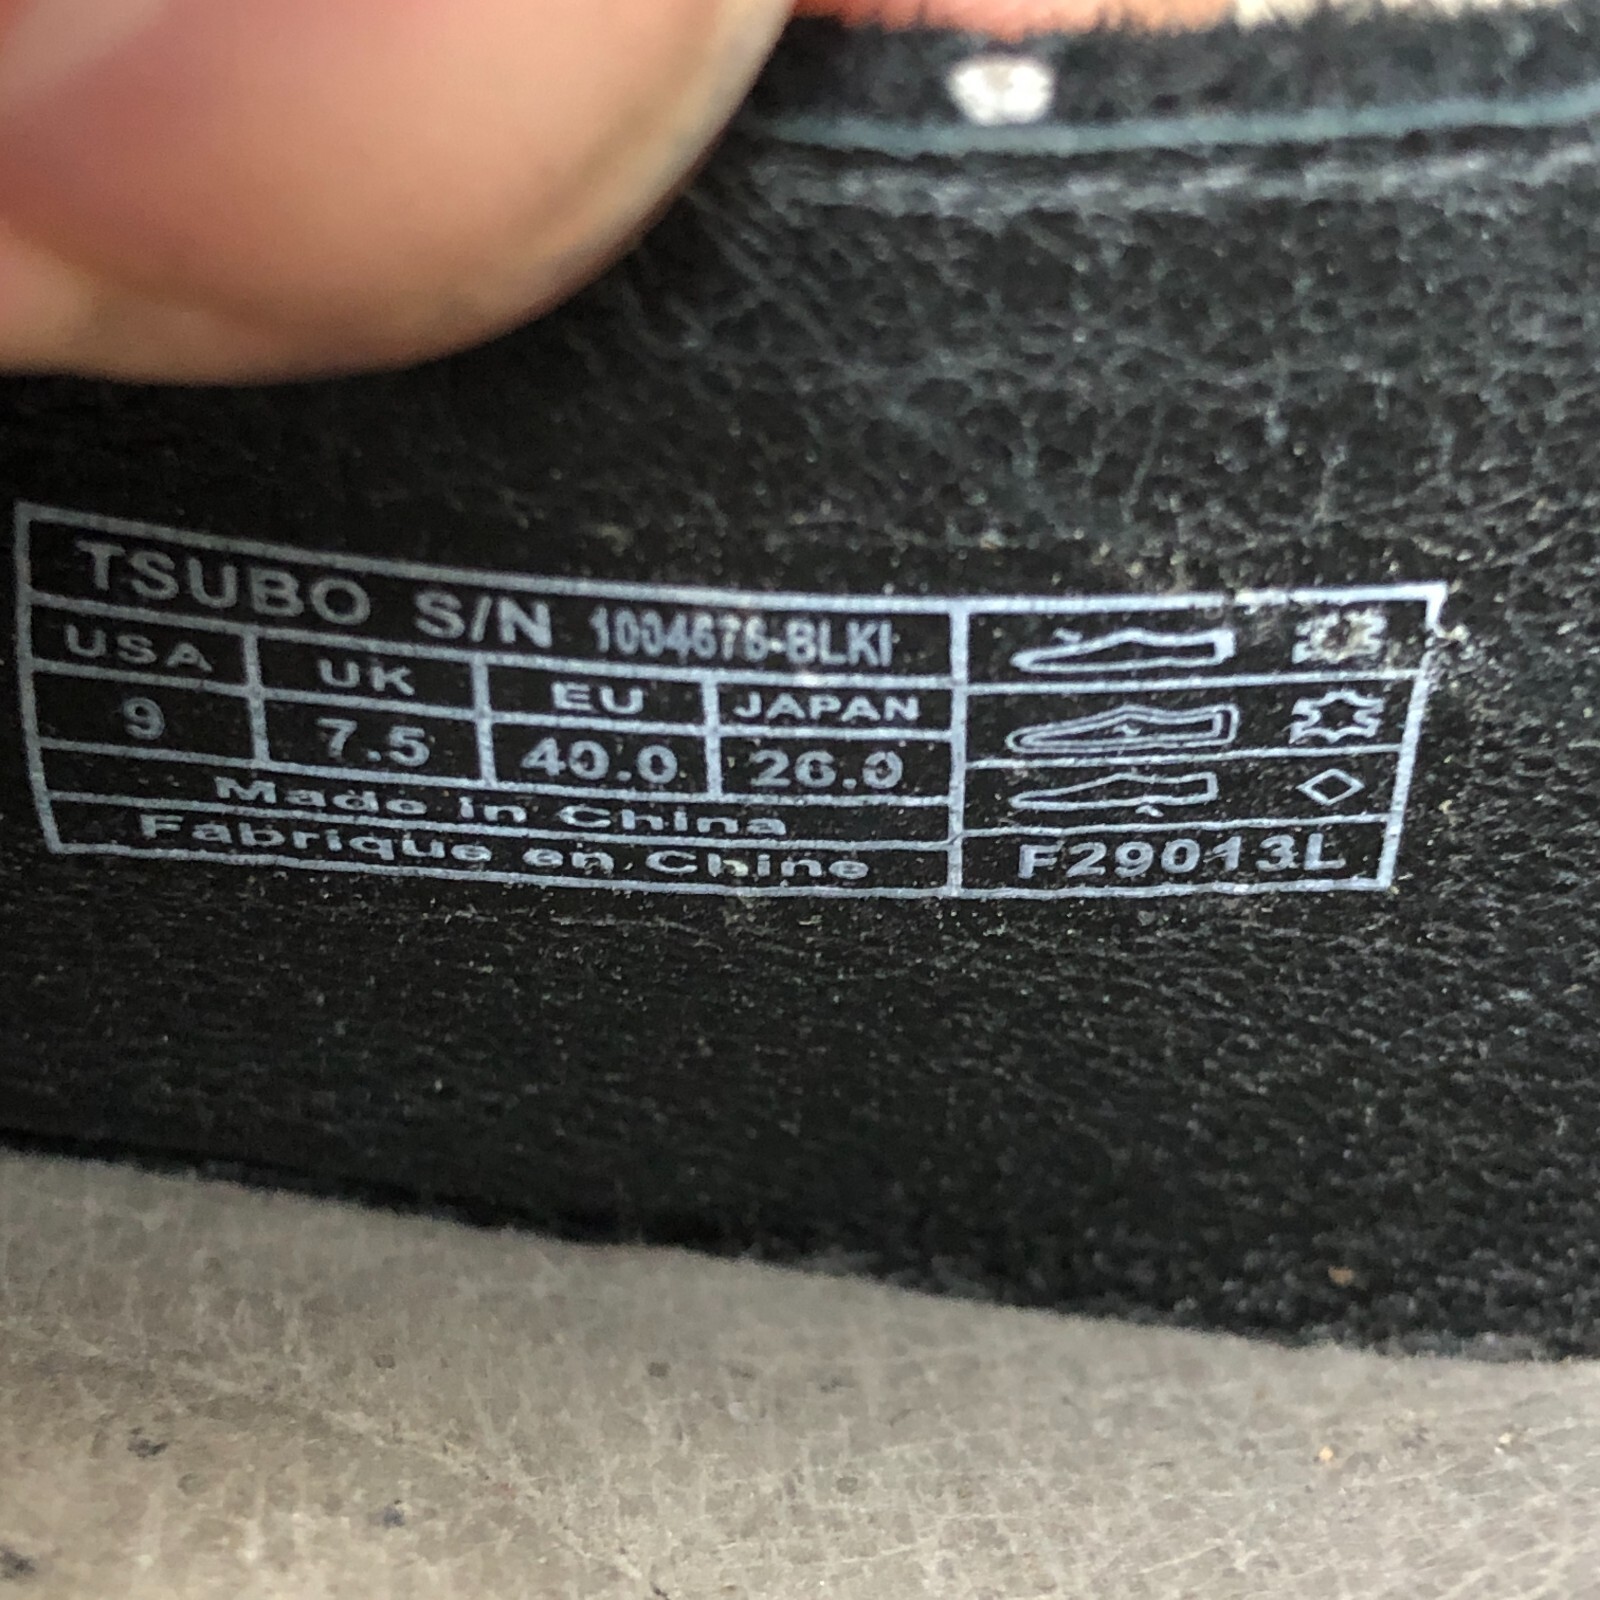 TSUBO S/N 1004676-BLKI
USA UK EU JAPAN
9 7.5 40.0 26.0
Made in China
Fabrique en Chine
F29013L